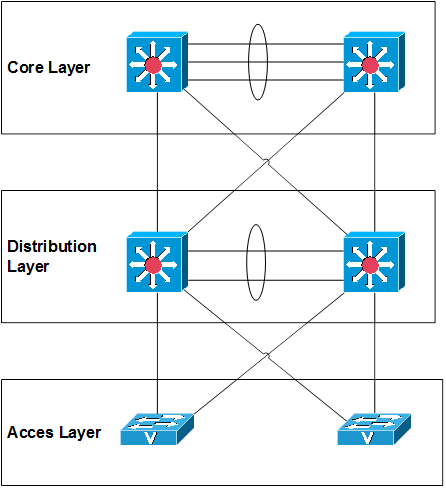 Core Layer
Distribution
Layer
Acces Layer
V
V